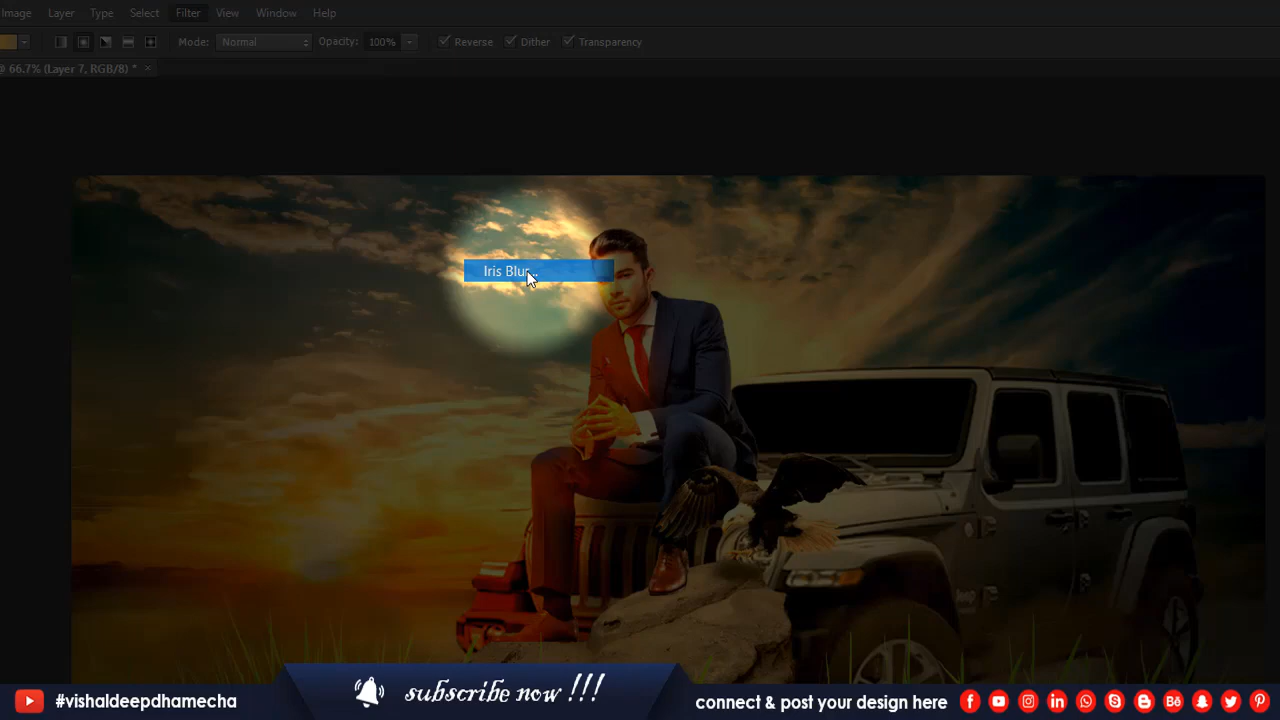 Image Layer Type Select Filter View Window Help
Mode: Normal Opacity: 100% Reverse Dither Transparency
@ 66.7% (Layer 7, RGB/8) * ×
Iris Blur...
Jeep
#vishaldeepdhamecha
subscribe now !!!
connect & post your design here